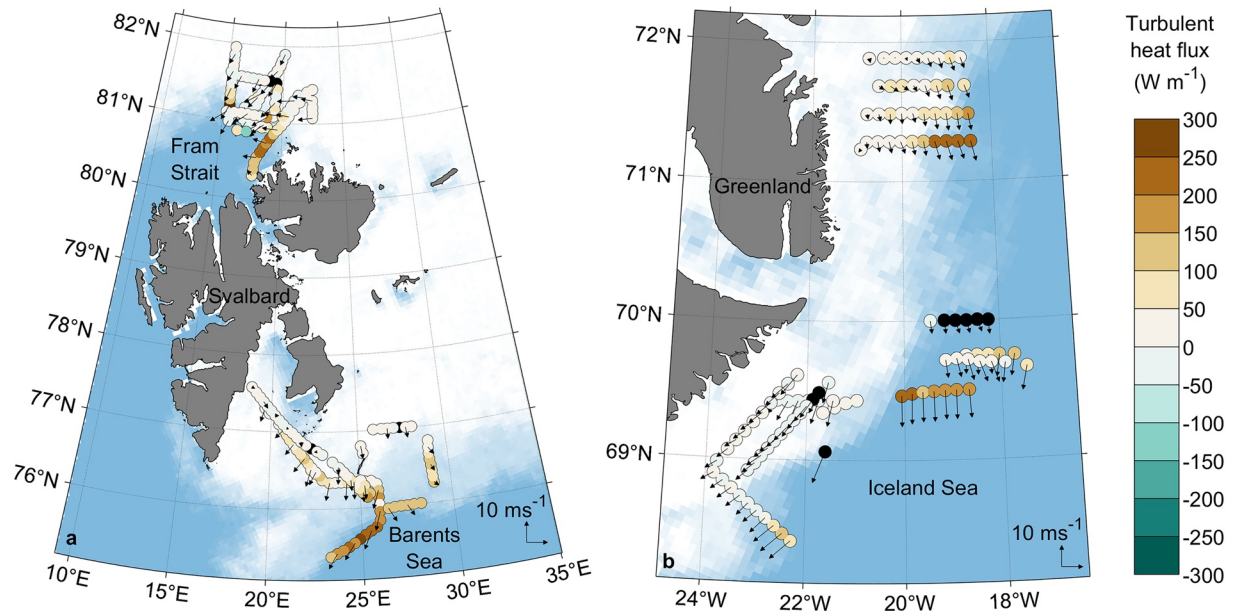 82°N
81°N
80°N
79°N
78°N
77°N
76°N
Fram
Strait
Svalbard
Barents
Sea
10 ms-1
a
10°E
15°E
20°E
25°E
30°E
35°E
72°N
71°N
70°N
69°N
Greenland
Iceland Sea
10 ms-1
b
24°W
22°W
20°W
18°W
Turbulent
heat flux
(W m-1)
300
250
200
150
100
50
0
-50
-100
-150
-200
-250
-300